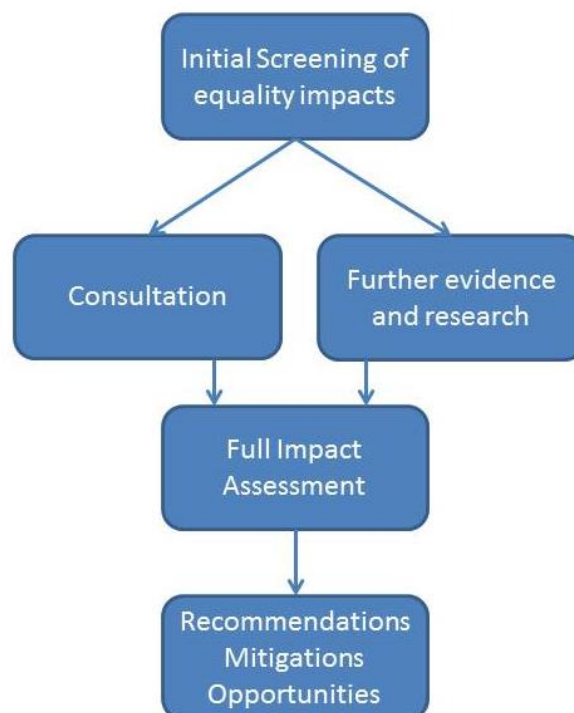 Initial Screening of
equality impacts
Consultation
Further evidence
and research
Full Impact
Assessment
Recommendations
Mitigations
Opportunities